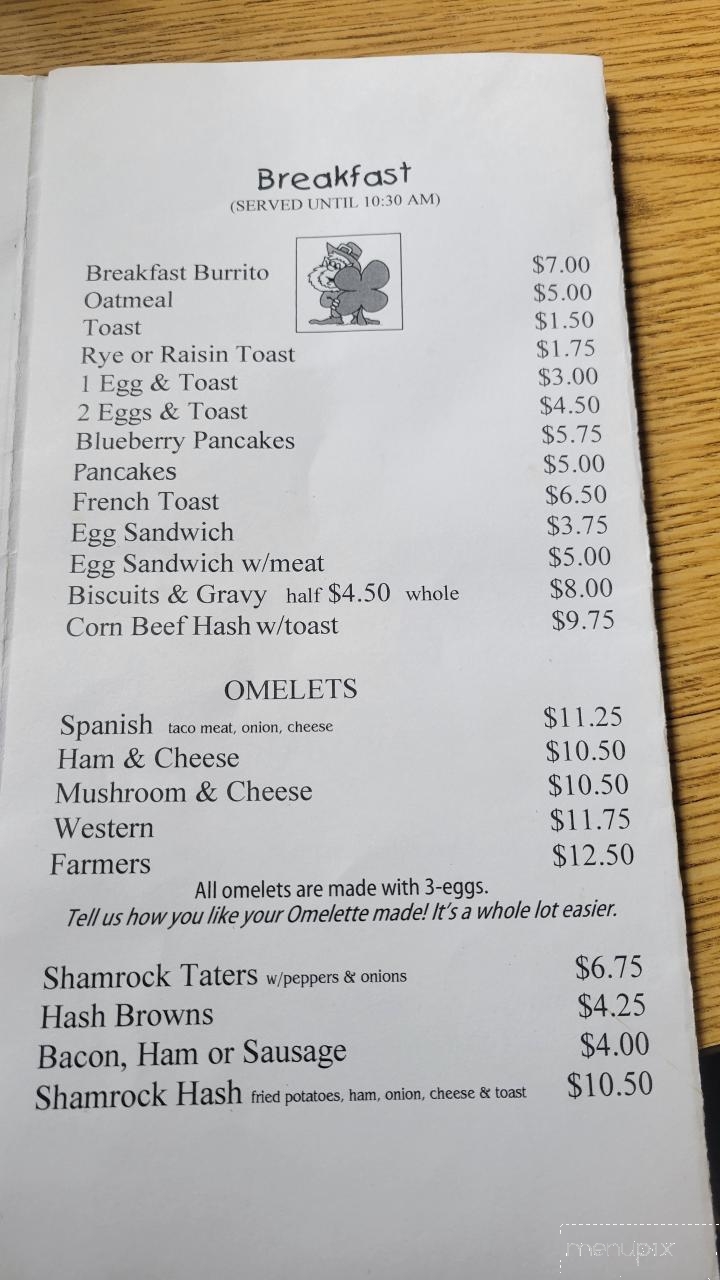 Breakfast
(SERVED UNTIL 10:30 AM)
Breakfast Burrito $7.00
Oatmeal $5.00
Toast $1.50
Rye or Raisin Toast $1.75
1 Egg & Toast $3.00
2 Eggs & Toast $4.50
Blueberry Pancakes $5.75
Pancakes $5.00
French Toast $6.50
Egg Sandwich $3.75
Egg Sandwich w/meat $5.00
Biscuits & Gravy half $4.50 whole $8.00
Corn Beef Hash w/toast $9.75
OMELETS
Spanish taco meat, onion, cheese $11.25
Ham & Cheese $10.50
Mushroom & Cheese $10.50
Western $11.75
Farmers $12.50
All omelets are made with 3-eggs.
Tell us how you like your Omelette made! It's a whole lot easier.
Shamrock Taters w/peppers & onions $6.75
Hash Browns $4.25
Bacon, Ham or Sausage $4.00
Shamrock Hash fried potatoes, ham, onion, cheese & toast $10.50
menupix